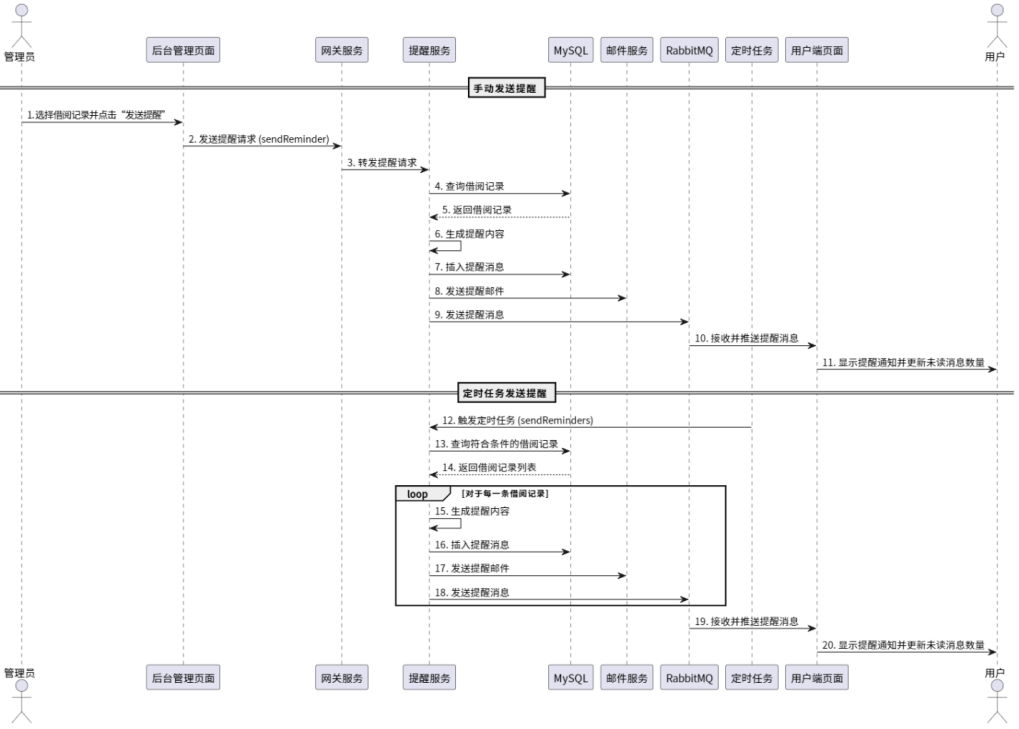 管理员
后台管理页面
网关服务
提醒服务
MySQL
邮件服务
RabbitMQ
定时任务
用户端页面
用户
手动发送提醒
1.选择借阅记录并点击“发送提醒”
2. 发送提醒请求 (sendReminder)
3. 转发提醒请求
4. 查询借阅记录
5. 返回借阅记录
6. 生成提醒内容
7. 插入提醒消息
8. 发送提醒邮件
9. 发送提醒消息
10. 接收并推送提醒消息
11. 显示提醒通知并更新未读消息数量
定时任务发送提醒
12. 触发定时任务 (sendReminders)
13. 查询符合条件的借阅记录
14. 返回借阅记录列表
loop [对于每一条借阅记录]
15. 生成提醒内容
16. 插入提醒消息
17. 发送提醒邮件
18. 发送提醒消息
19. 接收并推送提醒消息
20. 显示提醒通知并更新未读消息数量
管理员
后台管理页面
网关服务
提醒服务
MySQL
邮件服务
RabbitMQ
定时任务
用户端页面
用户